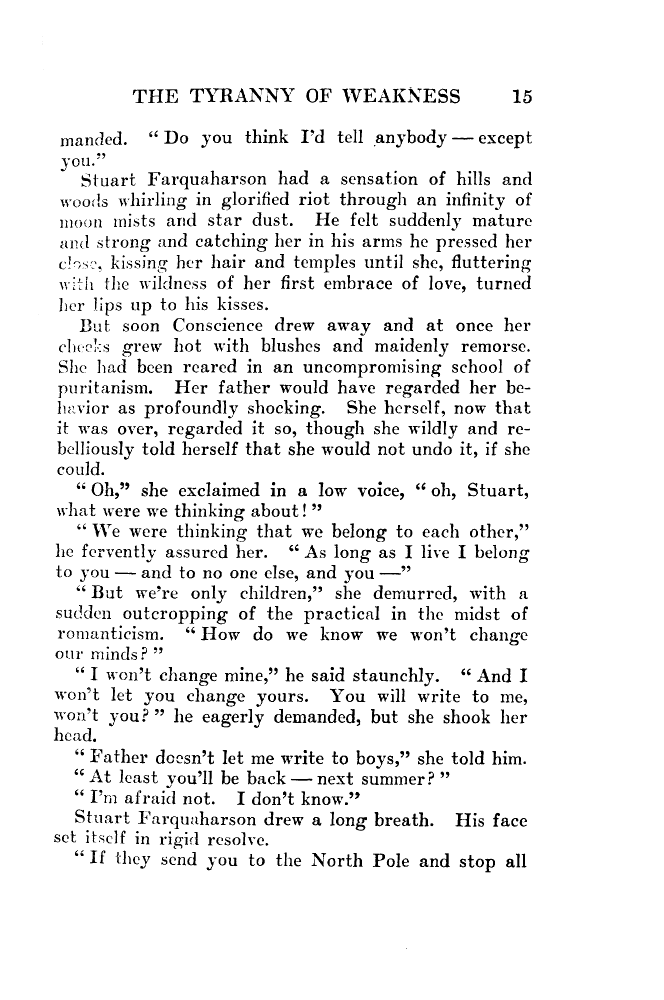 THE TYRANNY OF WEAKNESS 15
manded. “ Do you think I’d tell anybody — except
you.”
Stuart Farquaharson had a sensation of hills and
woods whirling in glorified riot through an infinity of
moon mists and star dust. He felt suddenly mature
and strong and catching her in his arms he pressed her
close, kissing her hair and temples until she, fluttering
with the wildness of her first embrace of love, turned
her lips up to his kisses.
But soon Conscience drew away and at once her
cheeks grew hot with blushes and maidenly remorse.
She had been reared in an uncompromising school of
puritanism. Her father would have regarded her be-
havior as profoundly shocking. She herself, now that
it was over, regarded it so, though she wildly and re-
belliously told herself that she would not undo it, if she
could.
“ Oh,” she exclaimed in a low voice, “ oh, Stuart,
what were we thinking about! ”
“ We were thinking that we belong to each other,”
he fervently assured her. “ As long as I live I belong
to you — and to no one else, and you —”
“ But we’re only children,” she demurred, with a
sudden outcropping of the practical in the midst of
romanticism. “ How do we know we won’t change
our minds? ”
“ I won’t change mine,” he said staunchly. “ And I
won’t let you change yours. You will write to me,
won’t you? ” he eagerly demanded, but she shook her
head.
“ Father doesn’t let me write to boys,” she told him.
“ At least you’ll be back — next summer? ”
“ I’m afraid not. I don’t know.”
Stuart Farquaharson drew a long breath. His face
set itself in rigid resolve.
“ If they send you to the North Pole and stop all